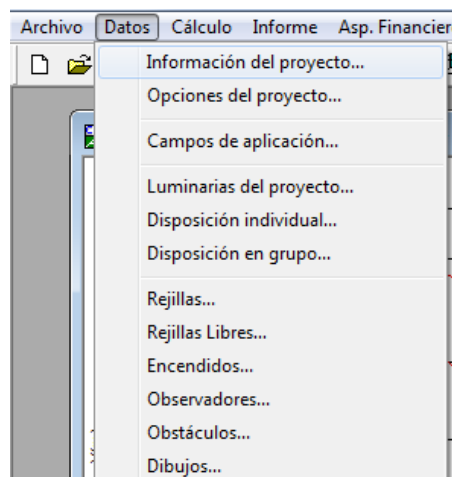 Archivo Datos Cálculo Informe Asp. Financier
Información del proyecto...
Opciones del proyecto...
Campos de aplicación...
Luminarias del proyecto...
Disposición individual...
Disposición en grupo...
Rejillas...
Rejillas Libres...
Encendidos...
Observadores...
Obstáculos...
Dibujos...